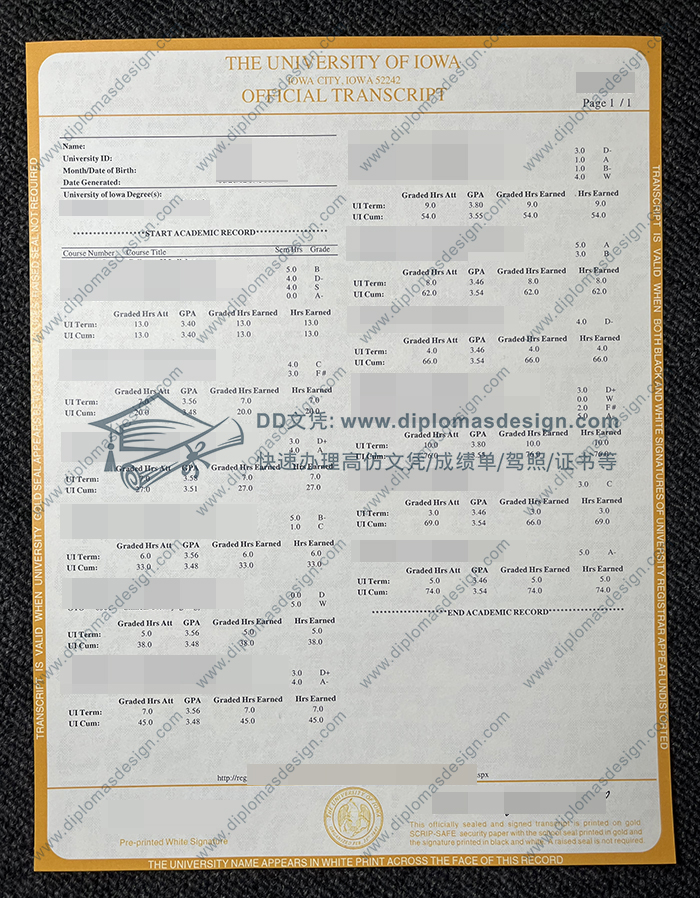 THE UNIVERSITY OF IOWA
IOWA CITY, IOWA 52242
OFFICIAL TRANSCRIPT
Page 1 / 1
Name:
University ID:
Month/Date of Birth:
Date Generated:
University of Iowa Degree(s):
START ACADEMIC RECORD
Course Number Course Title Sem Hrs Grade
5.0 B
4.0 D-
4.0 S
0.0 A-
Graded Hrs Att GPA Graded Hrs Earned Hrs Earned
UI Term: 13.0 3.40 13.0 13.0
UI Cum: 13.0 3.40 13.0 13.0
4.0 C
3.0 F#
Graded Hrs Att GPA Graded Hrs Earned Hrs Earned
UI Term: 7.0 3.56 7.0 7.0
UI Cum: 20.0 3.48 20.0 20.0
3.0 D+
4.0 A-
Graded Hrs Att GPA Graded Hrs Earned Hrs Earned
UI Term: 7.0 3.58 7.0 7.0
UI Cum: 27.0 3.51 27.0 27.0
5.0 B-
1.0 C
Graded Hrs Att GPA Graded Hrs Earned Hrs Earned
UI Term: 6.0 3.56 6.0 6.0
UI Cum: 33.0 3.48 33.0 33.0
0.0 D
5.0 W
Graded Hrs Att GPA Graded Hrs Earned Hrs Earned
UI Term: 5.0 3.56 5.0 5.0
UI Cum: 38.0 3.48 38.0 38.0
3.0 D+
4.0 A-
Graded Hrs Att GPA Graded Hrs Earned Hrs Earned
UI Term: 7.0 3.56 7.0 7.0
UI Cum: 45.0 3.48 45.0 45.0
3.0 D-
1.0 A
1.0 B-
4.0 W
Graded Hrs Att GPA Graded Hrs Earned Hrs Earned
UI Term: 9.0 3.80 9.0 9.0
UI Cum: 54.0 3.55 54.0 54.0
5.0 A
3.0 B
Graded Hrs Att GPA Graded Hrs Earned Hrs Earned
UI Term: 8.0 3.46 8.0 8.0
UI Cum: 62.0 3.54 62.0 62.0
4.0 D-
Graded Hrs Att GPA Graded Hrs Earned Hrs Earned
UI Term: 4.0 3.46 4.0 4.0
UI Cum: 66.0 3.54 66.0 66.0
3.0 D+
0.0 W
2.0 F#
5.0 A
Graded Hrs Att GPA Graded Hrs Earned Hrs Earned
UI Term: 10.0 3.80 10.0 10.0
UI Cum: 76.0
3.0 C
Graded Hrs Att GPA Graded Hrs Earned Hrs Earned
UI Term: 3.0 3.46 3.0 3.0
UI Cum: 69.0 3.54 69.0 69.0
5.0 A-
Graded Hrs Att GPA Graded Hrs Earned Hrs Earned
UI Term: 5.0 3.46 5.0 5.0
UI Cum: 74.0 3.54 74.0 74.0
END ACADEMIC RECORD
DD文凭: www.diplomasdesign.com
快速办理高仿文凭/成绩单/驾照/证书等
http://reg spx
Pre-printed White Signature
This officially sealed and signed transcript is printed on gold
SCRIP-SAFE security paper with the school seal printed in gold and
the signature printed in black and white. A raised seal is not required.
THE UNIVERSITY NAME APPEARS IN WHITE PRINT ACROSS THE FACE OF THIS RECORD
TRANSCRIPT IS VALID WHEN UNIVERSITY GOLD SEAL APPEARS RAISED SEAL NOT REQUIRED
TRANSCRIPT IS VALID WHEN BOTH BLACK AND WHITE SIGNATURES OF UNIVERSITY REGISTRAR APPEAR UNDISTORTED
www.diplomasdesign.com